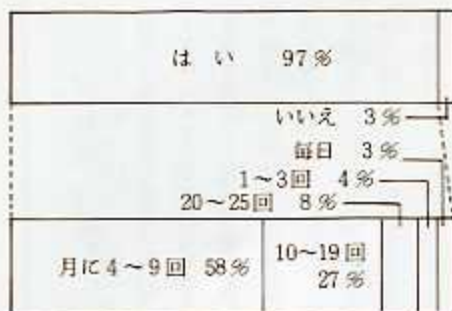 はい 97%
いいえ 3%
毎日 3%
1～3回 4%
20～25回 8%
月に4～9回 58%
10～19回
27%